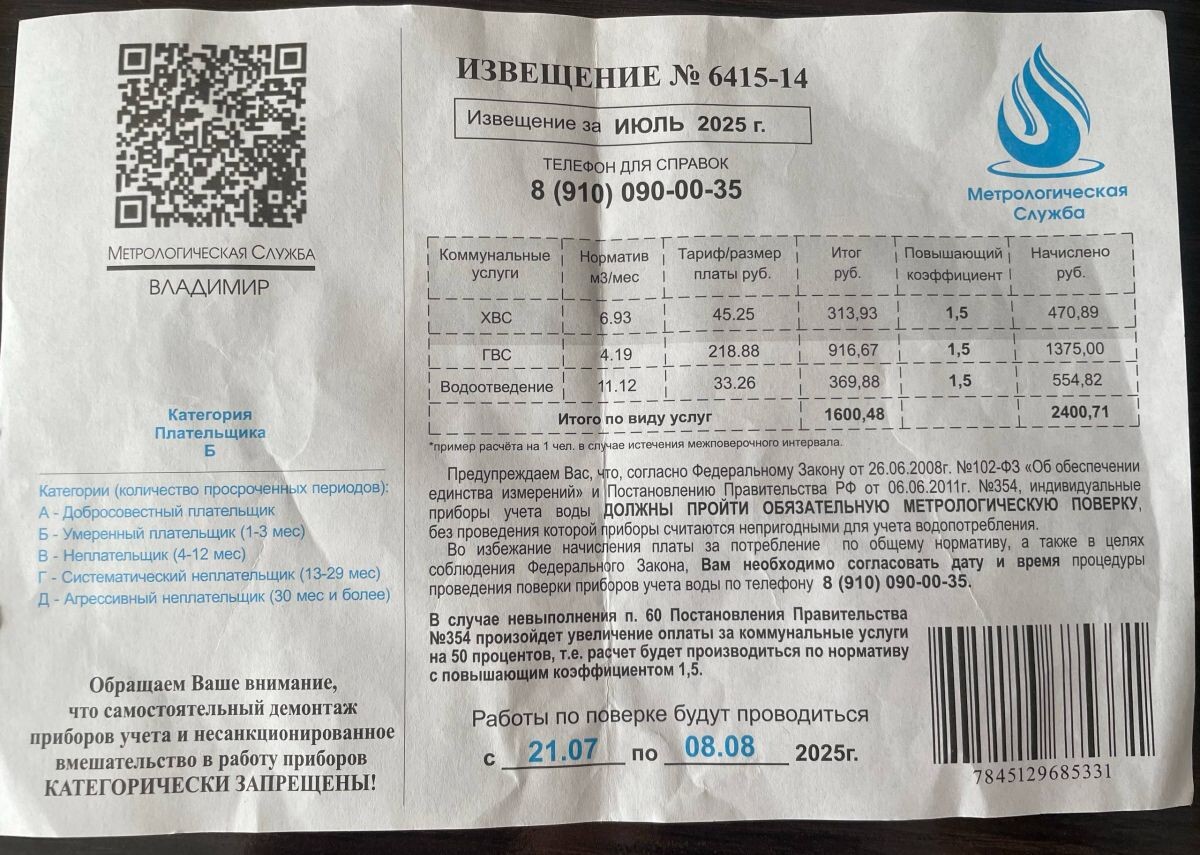 МЕТРОЛОГИЧЕСКАЯ СЛУЖБА
ВЛАДИМИР
Категория
Плательщика
Б
Категории (количество просроченных периодов):
А - Добросовестный плательщик
Б - Умеренный плательщик (1-3 мес)
В - Неплательщик (4-12 мес)
Г - Систематический неплательщик (13-29 мес)
Д - Агрессивный неплательщик (30 мес и более)
Обращаем Ваше внимание,
что самостоятельный демонтаж
приборов учета и несанкционированное
вмешательство в работу приборов
КАТЕГОРИЧЕСКИ ЗАПРЕЩЕНЫ!
ИЗВЕЩЕНИЕ № 6415-14
Извещение за ИЮЛЬ 2025 г.
ТЕЛЕФОН ДЛЯ СПРАВОК
8 (910) 090-00-35
Метрологическая
Служба
Коммунальные услуги Норматив м3/мес Тариф/размер платы руб. Итог руб. Повышающий коэффициент Начислено руб.
ХВС 6.93 45.25 313,93 1,5 470,89
ГВС 4.19 218.88 916,67 1,5 1375,00
Водоотведение 11.12 33.26 369,88 1,5 554,82
Итого по виду услуг 1600,48 2400,71
*пример расчёта на 1 чел. в случае истечения межповерочного интервала.
Предупреждаем Вас, что, согласно Федеральному Закону от 26.06.2008г. №102-ФЗ «Об обеспечении
единства измерений» и Постановлению Правительства РФ от 06.06.2011г. №354, индивидуальные
приборы учета воды ДОЛЖНЫ ПРОЙТИ ОБЯЗАТЕЛЬНУЮ МЕТРОЛОГИЧЕСКУЮ ПОВЕРКУ,
без проведения которой приборы считаются непригодными для учета водопотребления.
Во избежание начисления платы за потребление по общему нормативу, а также в целях
соблюдения Федерального Закона, Вам необходимо согласовать дату и время процедуры
проведения поверки приборов учета воды по телефону 8 (910) 090-00-35.
В случае невыполнения п. 60 Постановления Правительства
№354 произойдет увеличение оплаты за коммунальные услуги
на 50 процентов, т.е. расчет будет производиться по нормативу
с повышающим коэффициентом 1,5.
Работы по поверке будут проводиться
с 21.07 по 08.08 2025г.
7845129685331